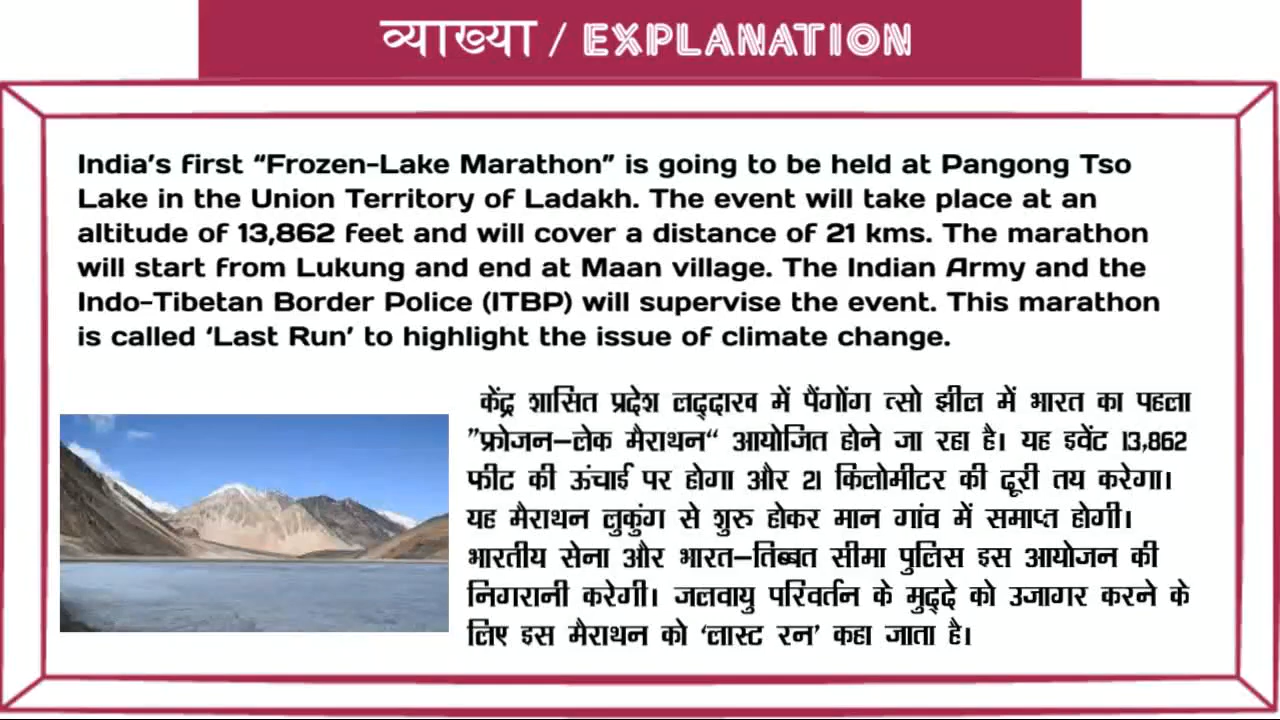 व्याख्या / EXPLANATION
India's first “Frozen-Lake Marathon” is going to be held at Pangong Tso
Lake in the Union Territory of Ladakh. The event will take place at an
altitude of 13,862 feet and will cover a distance of 21 kms. The marathon
will start from Lukung and end at Maan village. The Indian Army and the
Indo-Tibetan Border Police (ITBP) will supervise the event. This marathon
is called ‘Last Run’ to highlight the issue of climate change.
केंद्र शासित प्रदेश लद्दाख में पैंगोंग त्सो झील में भारत का पहला
”फ्रोजन–लेक मैराथन“ आयोजित होने जा रहा है। यह इवेंट 13,862
फीट की ऊंचाई पर होगा और 21 किलोमीटर की दूरी तय करेगा।
यह मैराथन लुकुंग से शुरु होकर मान गांव में समाप्त होगी।
भारतीय सेना और भारत–तिब्बत सीमा पुलिस इस आयोजन की
निगरानी करेगी। जलवायु परिवर्तन के मुद्दे को उजागर करने के
लिए इस मैराथन को ‘लास्ट रन’ कहा जाता है।